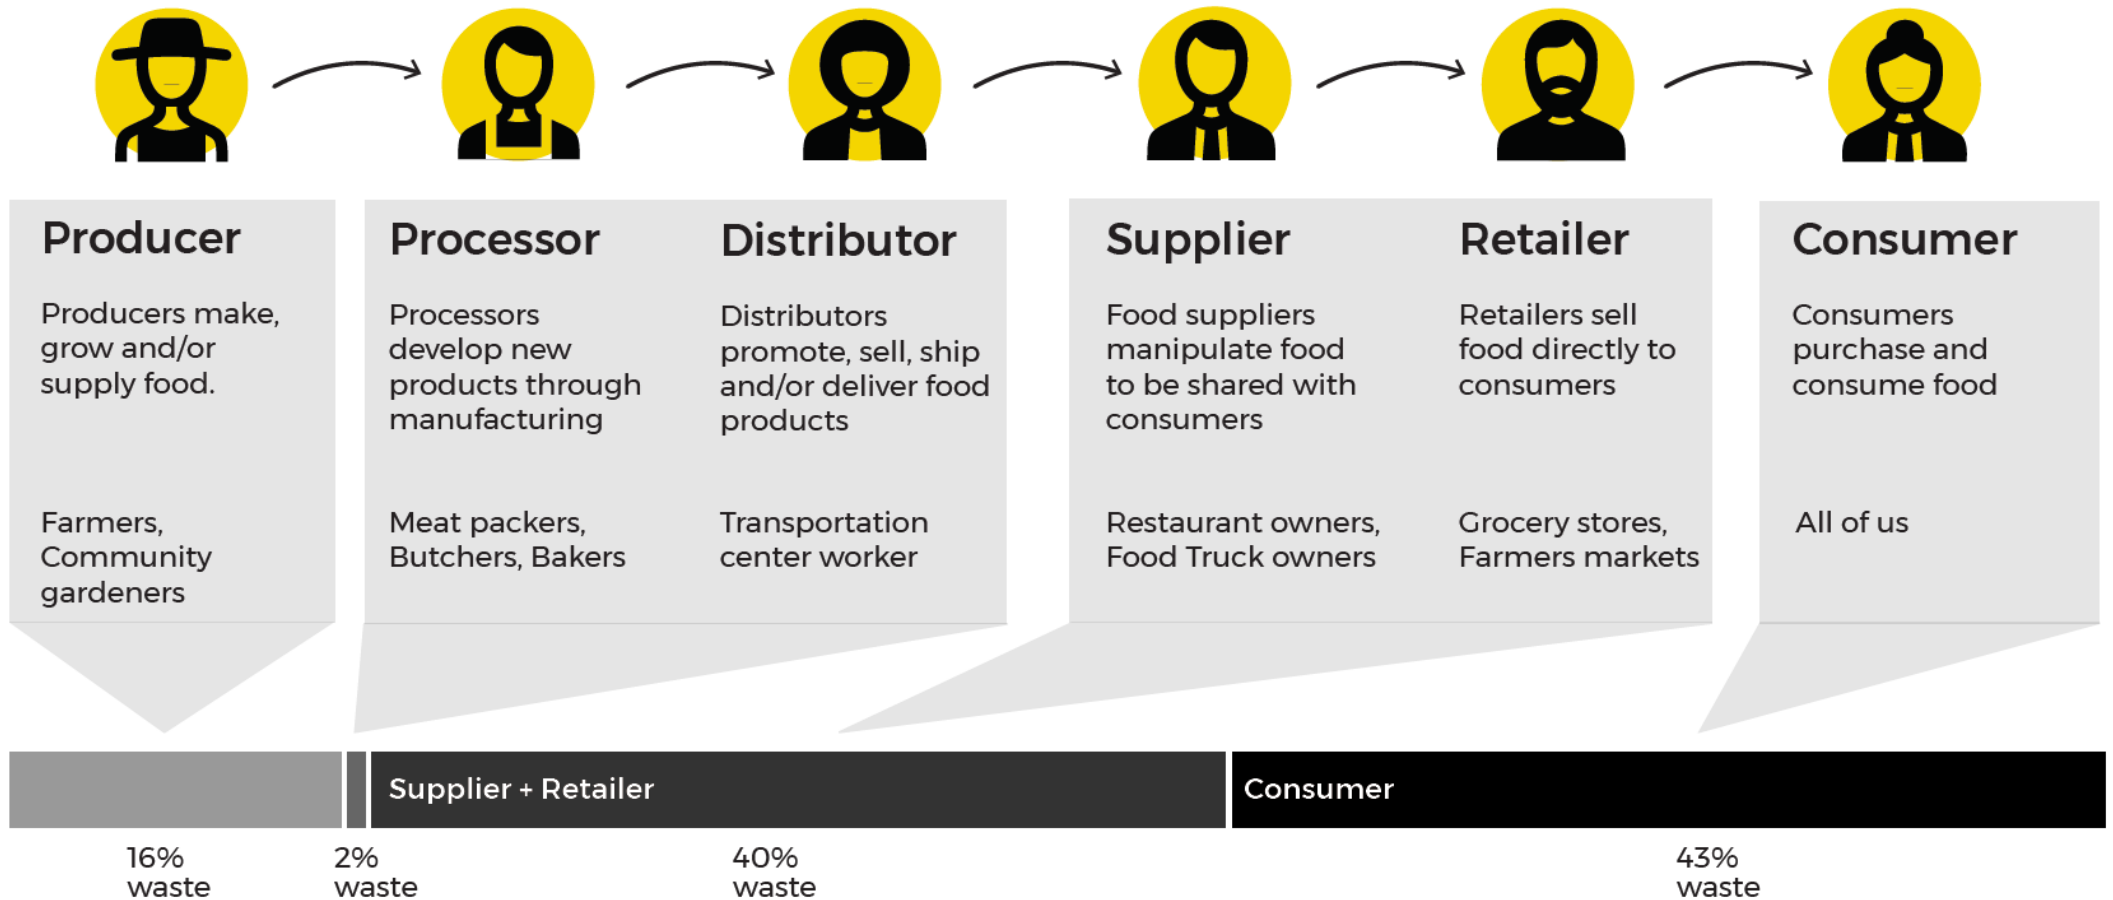 Producer
Producers make,
grow and/or
supply food.
Farmers,
Community
gardeners
Processor
Processors
develop new
products through
manufacturing
Meat packers,
Butchers, Bakers
Distributor
Distributors
promote, sell, ship
and/or deliver food
products
Transportation
center worker
Supplier
Food suppliers
manipulate food
to be shared with
consumers
Restaurant owners,
Food Truck owners
Retailer
Retailers sell
food directly to
consumers
Grocery stores,
Farmers markets
Consumer
Consumers
purchase and
consume food
All of us
Supplier + Retailer
Consumer
16%
waste
2%
waste
40%
waste
43%
waste